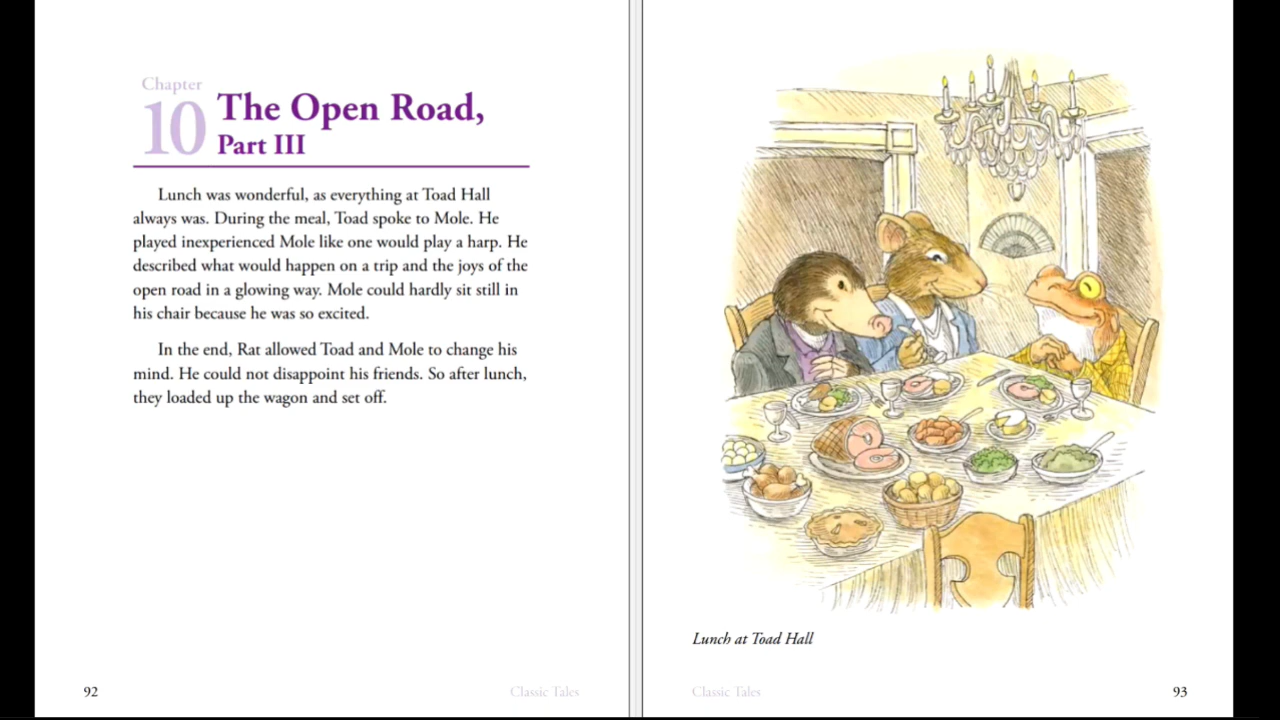 Chapter
10
The Open Road,
Part III
Lunch was wonderful, as everything at Toad Hall
always was. During the meal, Toad spoke to Mole. He
played inexperienced Mole like one would play a harp. He
described what would happen on a trip and the joys of the
open road in a glowing way. Mole could hardly sit still in
his chair because he was so excited.
In the end, Rat allowed Toad and Mole to change his
mind. He could not disappoint his friends. So after lunch,
they loaded up the wagon and set off.
92
Classic Tales
Lunch at Toad Hall
Classic Tales
93